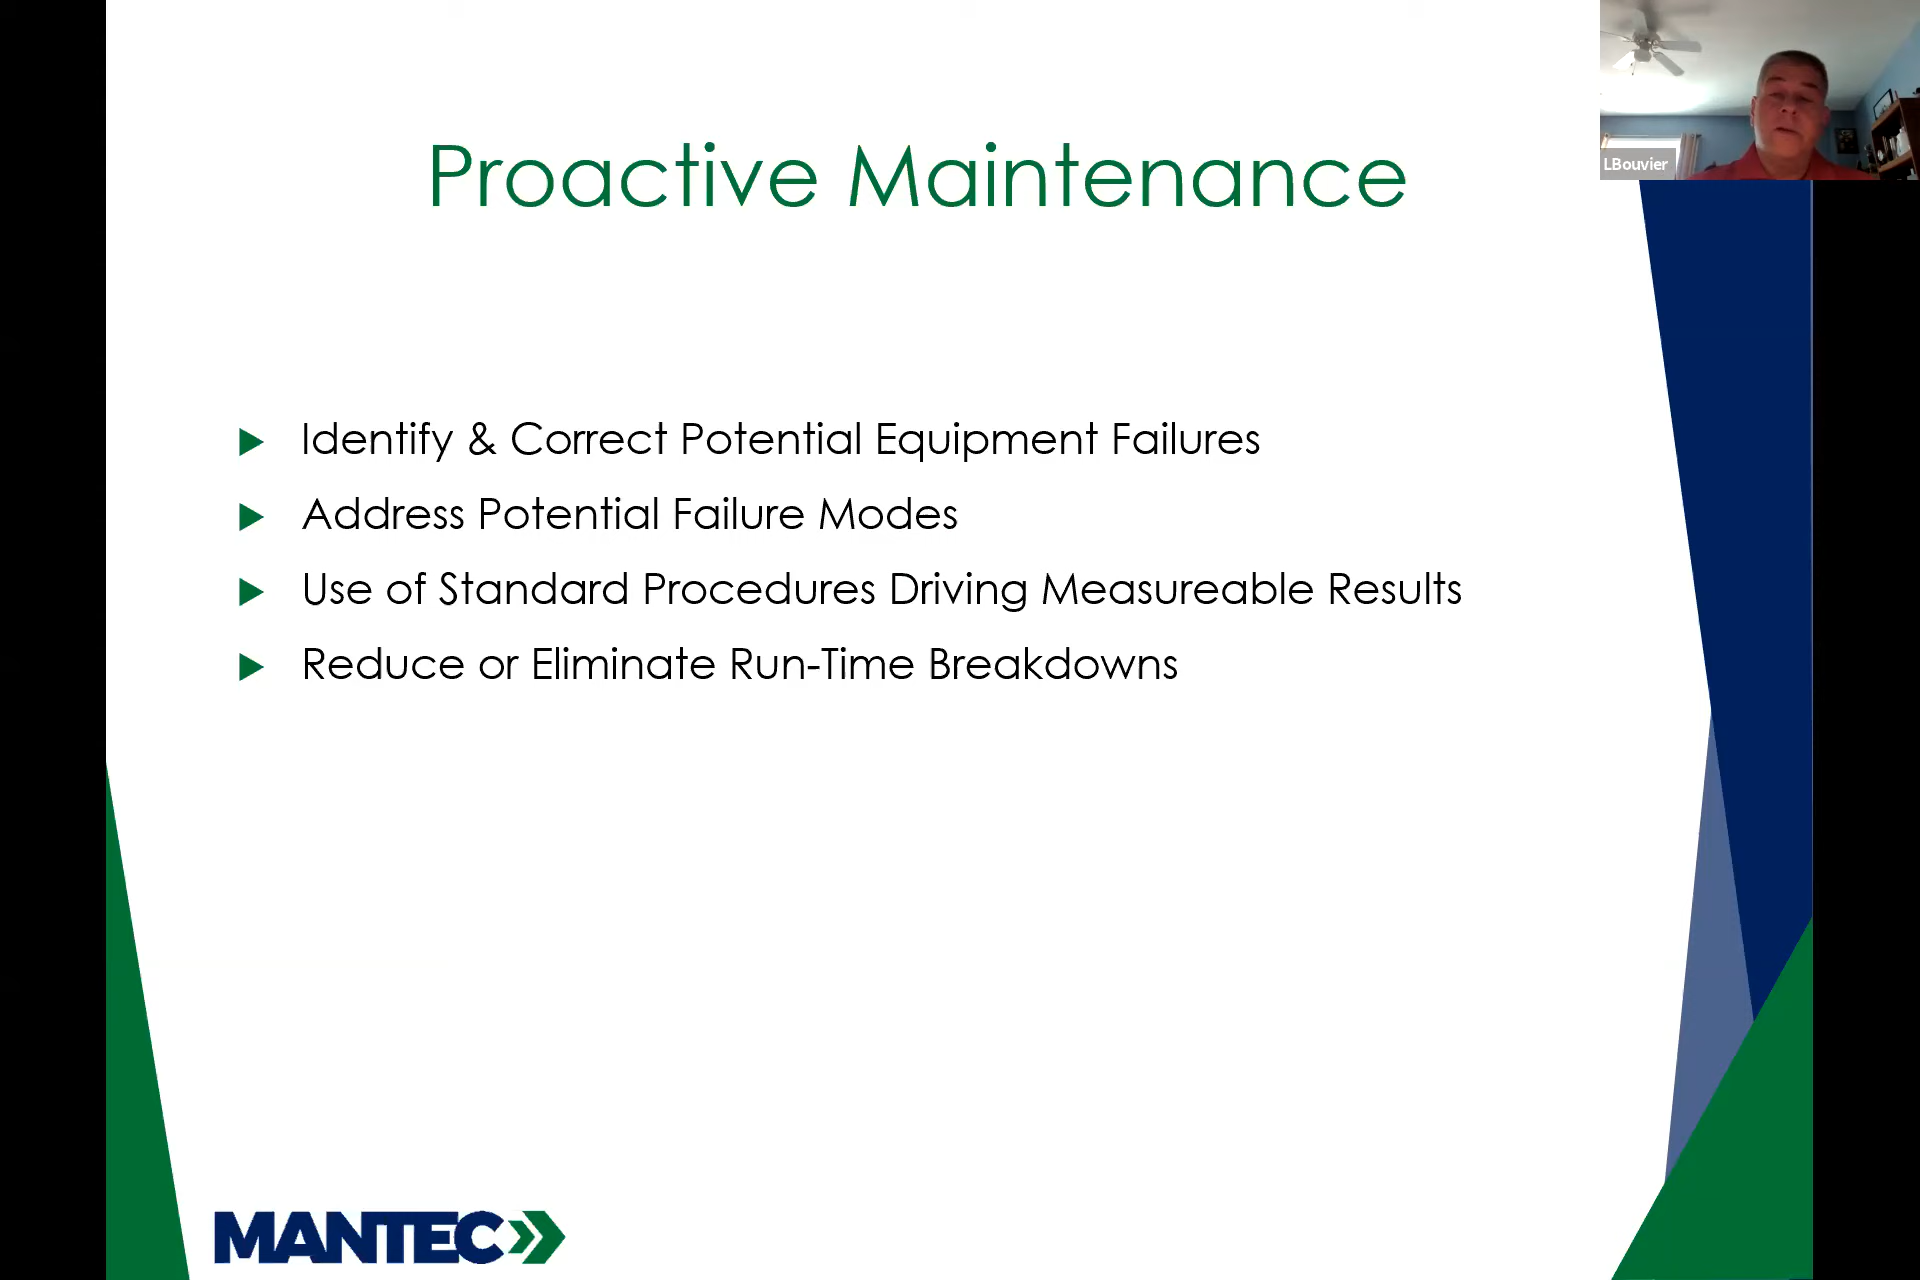 Proactive Maintenance
LBouvier
Identify & Correct Potential Equipment Failures
Address Potential Failure Modes
Use of Standard Procedures Driving Measureable Results
Reduce or Eliminate Run-Time Breakdowns
MANTEC